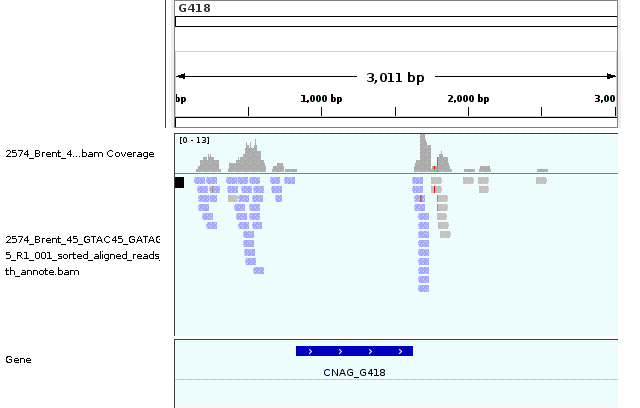 G418
3,011 bp
bp 1,000 bp 2,000 bp 3,00
[0 - 13]
2574_Brent_4...bam Coverage
2574_Brent_45_GTAC45_GATAG
5_R1_001_sorted_aligned_reads_
th_annote.bam
Gene
CNAG_G418